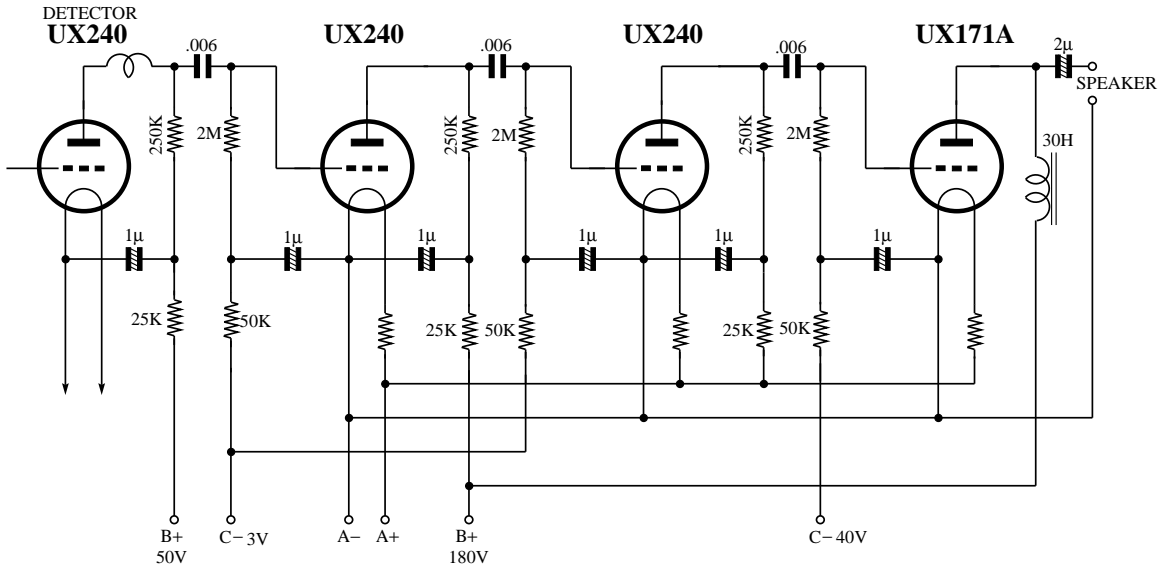 DETECTOR
UX240
UX240
UX240
UX171A
.006
.006
.006
2μ
SPEAKER
250K
2M
250K
2M
250K
2M
30H
1μ
1μ
1μ
1μ
1μ
1μ
25K
50K
25K
50K
25K
50K
B+
50V
C− 3V
A−
A+
B+
180V
C− 40V